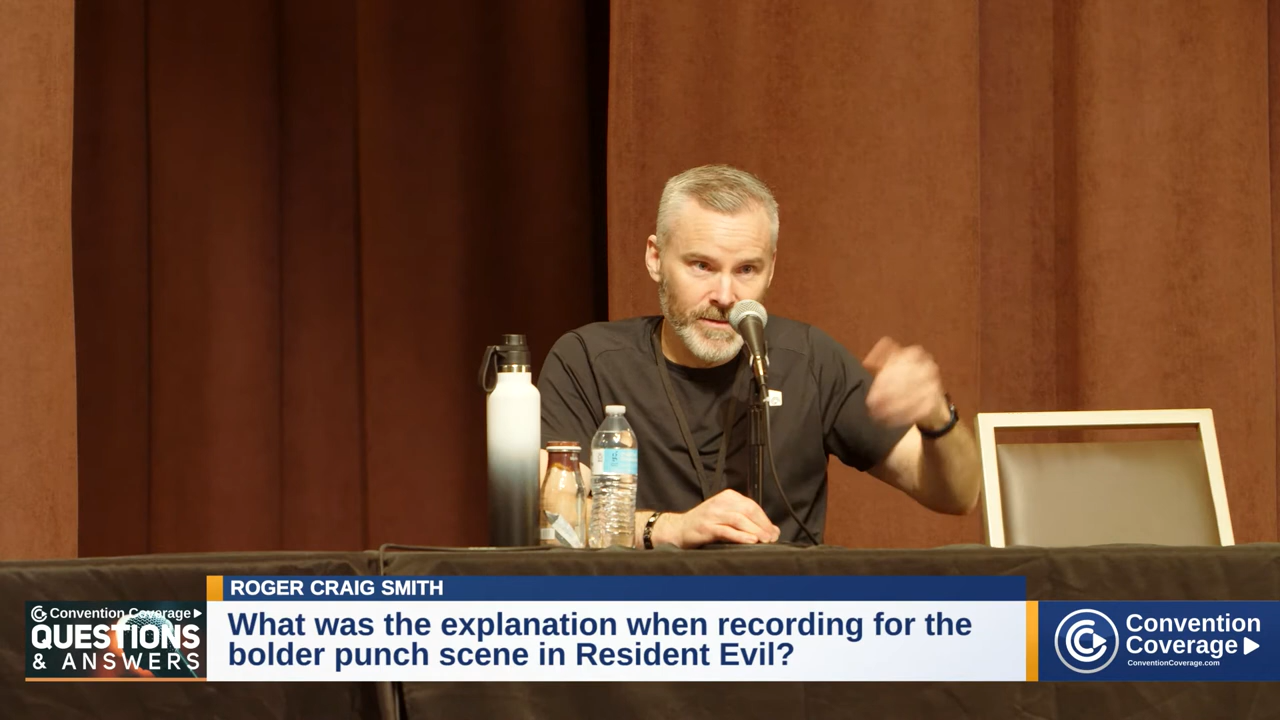 ROGER CRAIG SMITH
Convention Coverage
QUESTIONS
& ANSWERS
What was the explanation when recording for the
bolder punch scene in Resident Evil?
Convention
Coverage
ConventionCoverage.com